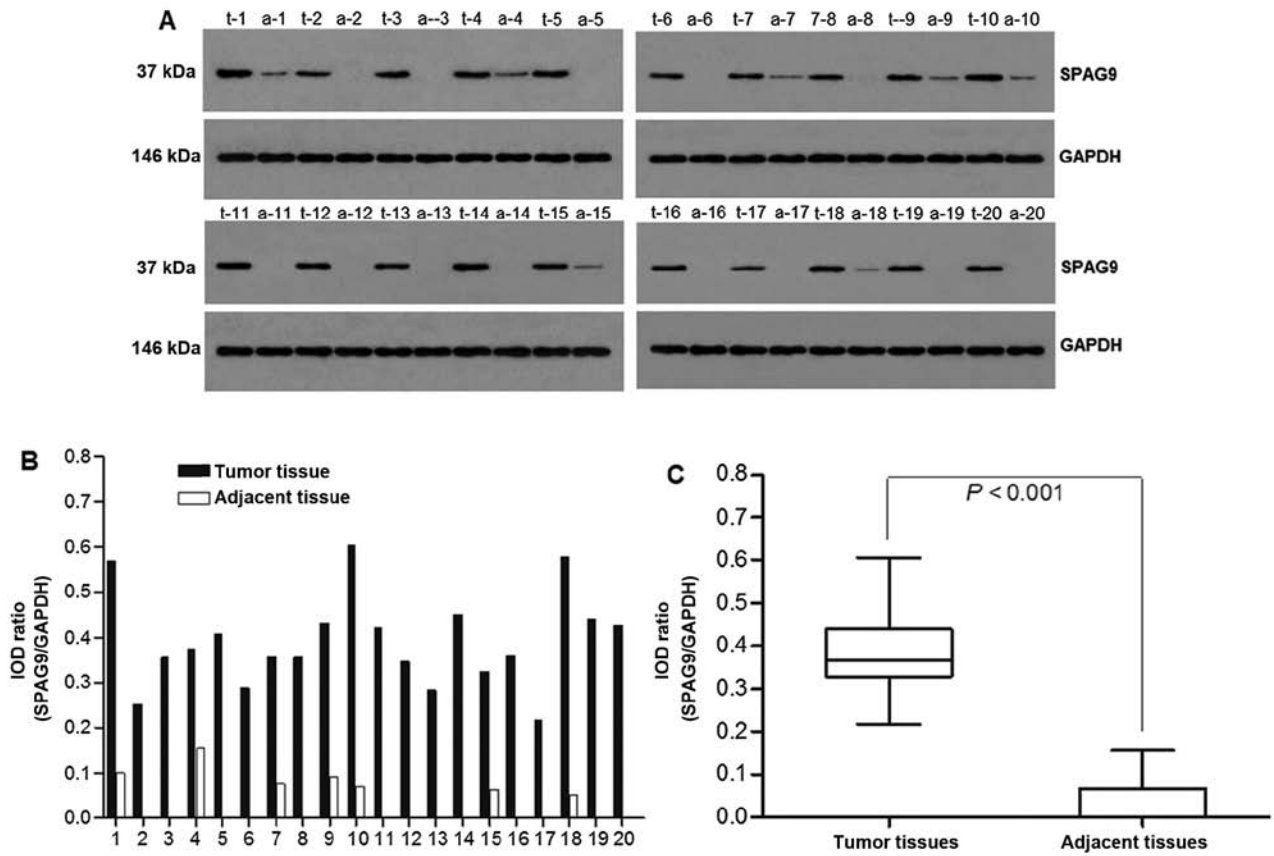 A
t-1 a-1 t-2 a-2 t-3 a--3 t-4 a-4 t-5 a-5
t-6 a-6 t-7 a-7 7-8 a-8 t--9 a-9 t-10 a-10
37 kDa
SPAG9
146 kDa
GAPDH
t-11 a-11 t-12 a-12 t-13 a-13 t-14 a-14 t-15 a-15
t-16 a-16 t-17 a-17 t-18 a-18 t-19 a-19 t-20 a-20
37 kDa
SPAG9
146 kDa
GAPDH
B
IOD ratio
(SPAG9/GAPDH)
0.8
0.7
0.6
0.5
0.4
0.3
0.2
0.1
0.0
Tumor tissue
Adjacent tissue
1 2 3 4 5 6 7 8 9 10 11 12 13 14 15 16 17 18 19 20
C
IOD ratio
(SPAG9/GAPDH)
0.8
0.7
0.6
0.5
0.4
0.3
0.2
0.1
0.0
P < 0.001
Tumor tissues Adjacent tissues